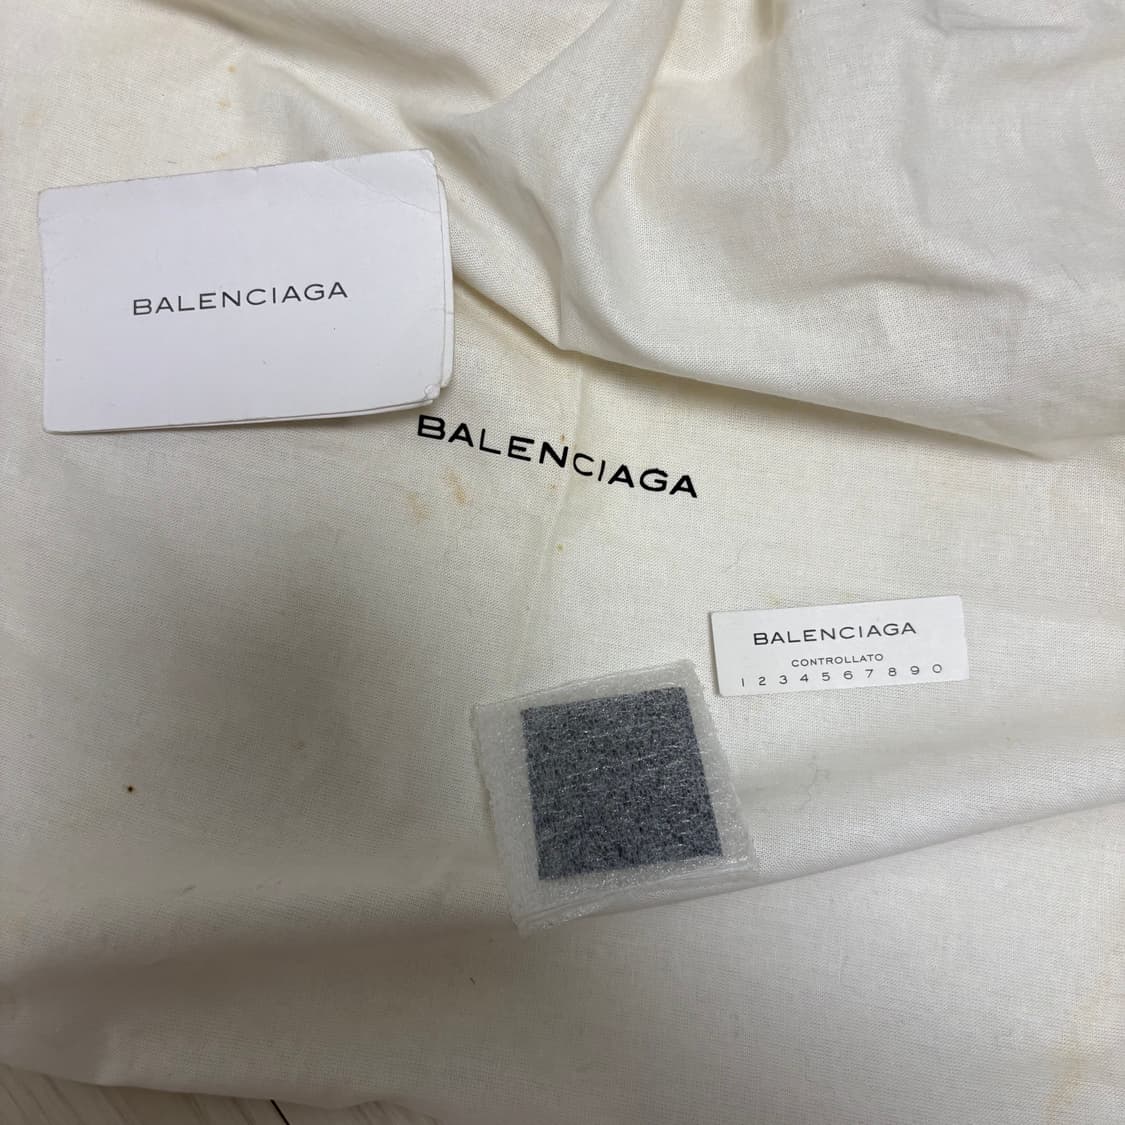 BALENCIAGA
BALENCIAGA
BALENCIAGA
CONTROLLATO
1 2 3 4 5 6 7 8 9 0